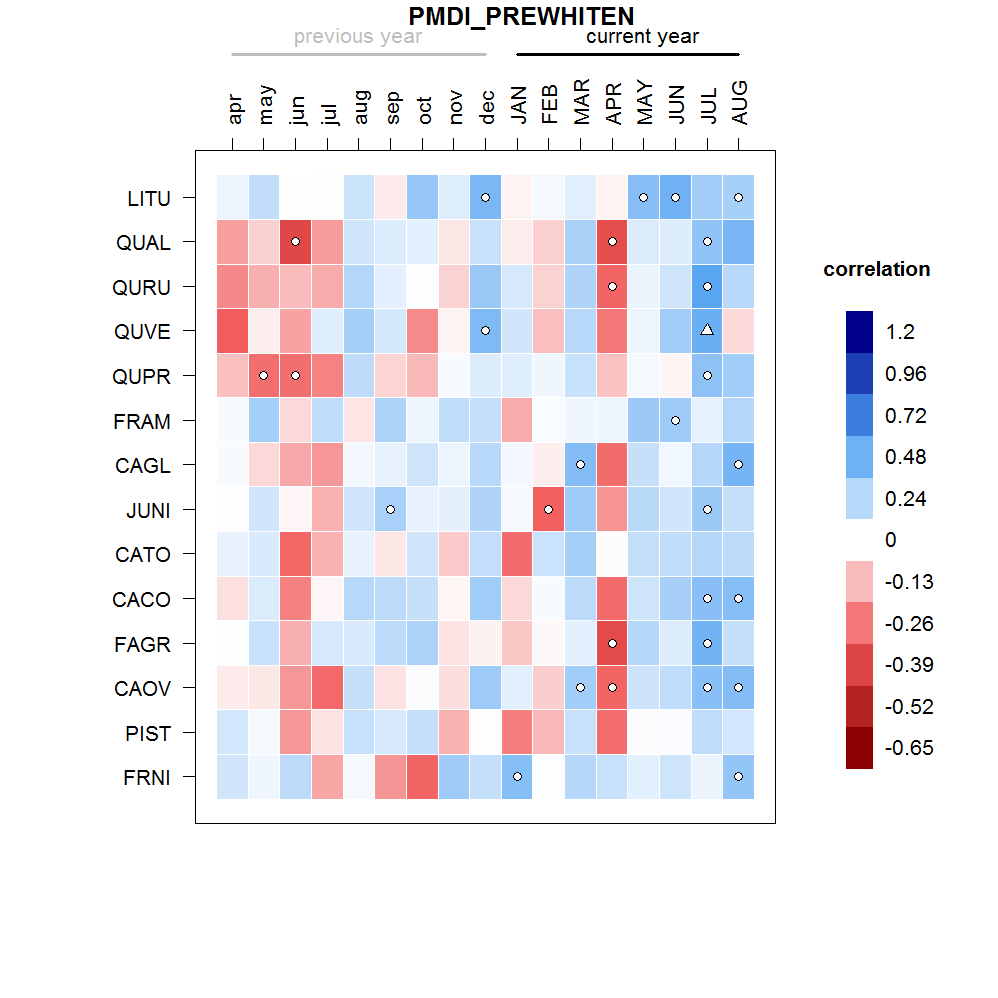 PMDI_PREWHITEN
previous year current year
apr may jun jul aug sep oct nov dec JAN FEB MAR APR MAY JUN JUL AUG
LITU
QUAL
QURU
QUVE
QUPR
FRAM
CAGL
JUNI
CATO
CACO
FAGR
CAOV
PIST
FRNI
correlation
1.2
0.96
0.72
0.48
0.24
0
-0.13
-0.26
-0.39
-0.52
-0.65